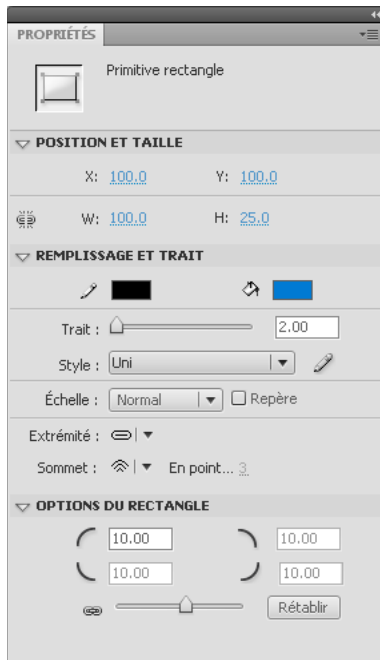 PROPRIÉTÉS
Primitive rectangle
POSITION ET TAILLE
X: 100.0 Y: 100.0
W: 100.0 H: 25.0
REMPLISSAGE ET TRAIT
Trait : 2.00
Style : Uni
Échelle : Normal Repère
Extrémité :
Sommet : En point... 3
OPTIONS DU RECTANGLE
10.00 10.00
10.00 10.00
Rétablir